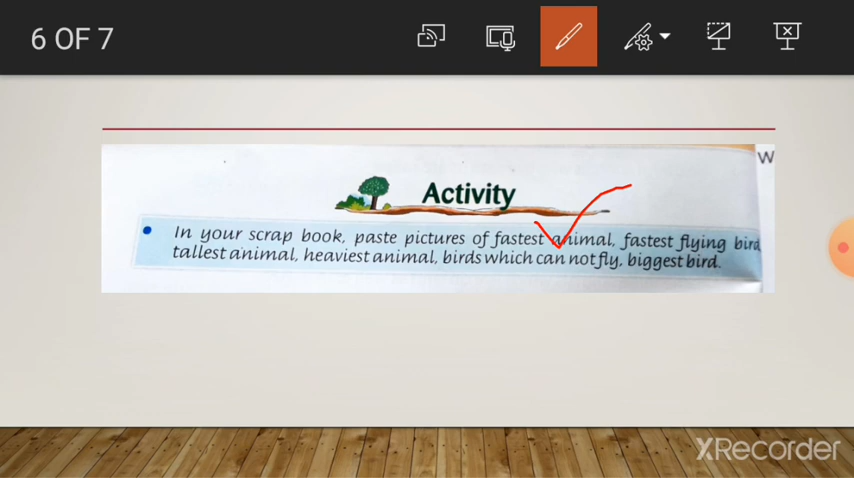 6 OF 7
W
Activity
In your scrap book, paste pictures of fastest animal, fastest flying bird
tallest animal, heaviest animal, birds which can not fly, biggest bird.
XRecorder